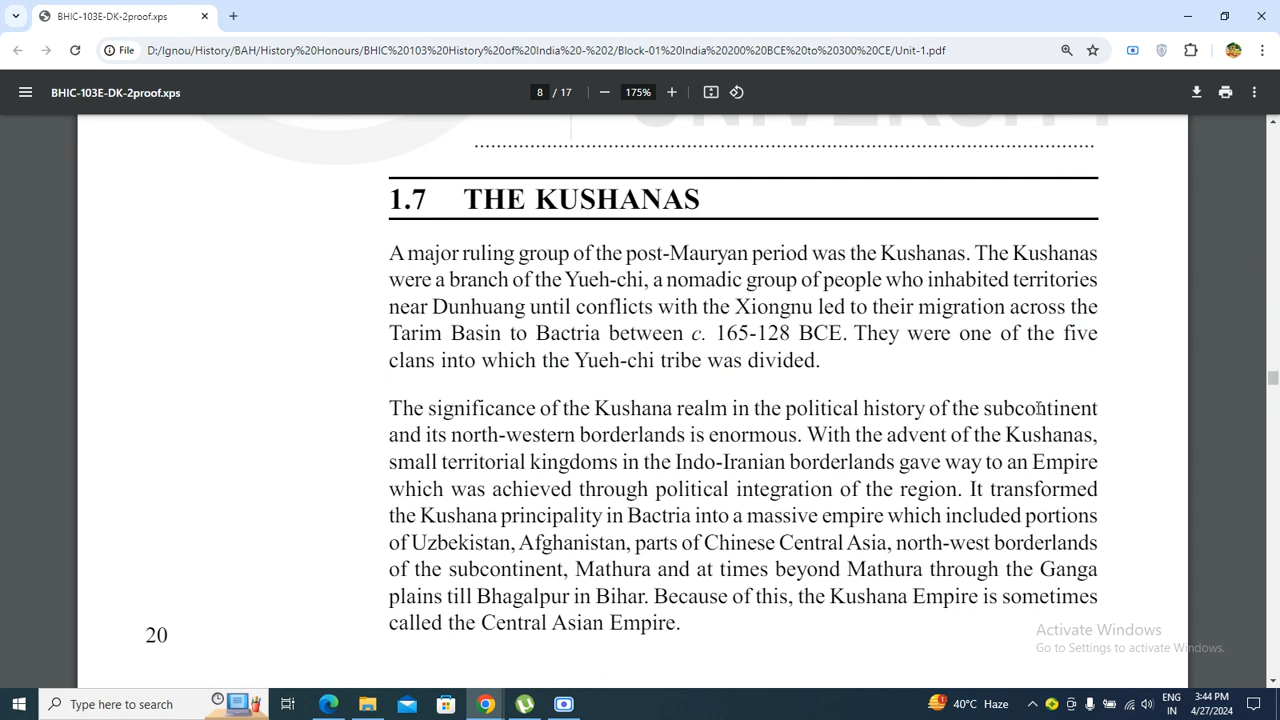 BHIC-103E-DK-2proof.xps
File D:/Ignou/History/BAH/History%20Honours/BHIC%20103%20History%20of%20India%20-%202/Block-01%20India%20200%20BCE%20to%20300%20CE/Unit-1.pdf
BHIC-103E-DK-2proof.xps 8 / 17 175%
UNIVERSITY
1.7 THE KUSHANAS
A major ruling group of the post-Mauryan period was the Kushanas. The Kushanas
were a branch of the Yueh-chi, a nomadic group of people who inhabited territories
near Dunhuang until conflicts with the Xiongnu led to their migration across the
Tarim Basin to Bactria between c. 165-128 BCE. They were one of the five
clans into which the Yueh-chi tribe was divided.
The significance of the Kushana realm in the political history of the subcontinent
and its north-western borderlands is enormous. With the advent of the Kushanas,
small territorial kingdoms in the Indo-Iranian borderlands gave way to an Empire
which was achieved through political integration of the region. It transformed
the Kushana principality in Bactria into a massive empire which included portions
of Uzbekistan, Afghanistan, parts of Chinese Central Asia, north-west borderlands
of the subcontinent, Mathura and at times beyond Mathura through the Ganga
plains till Bhagalpur in Bihar. Because of this, the Kushana Empire is sometimes
called the Central Asian Empire.
20
Activate Windows
Go to Settings to activate Windows.
Type here to search
40°C Haze
ENG
IN
3:44 PM
4/27/2024